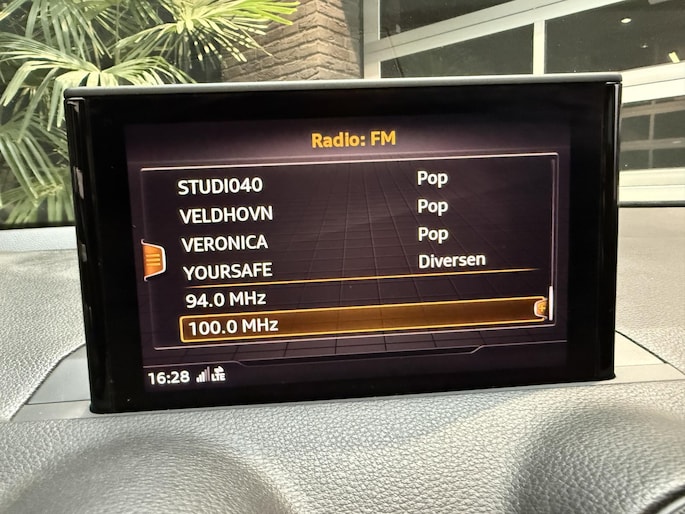 Radio: FM
STUDIO40 Pop
VELDHOVN Pop
VERONICA Pop
YOURSAFE Diversen
94.0 MHz
100.0 MHz
16:28 LTE